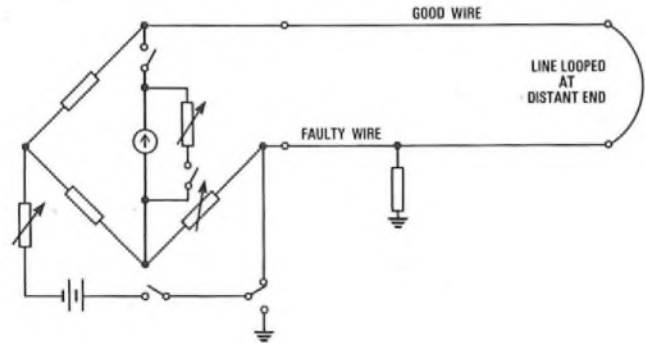 GOOD WIRE
LINE LOOPED
AT
DISTANT END
FAULTY WIRE